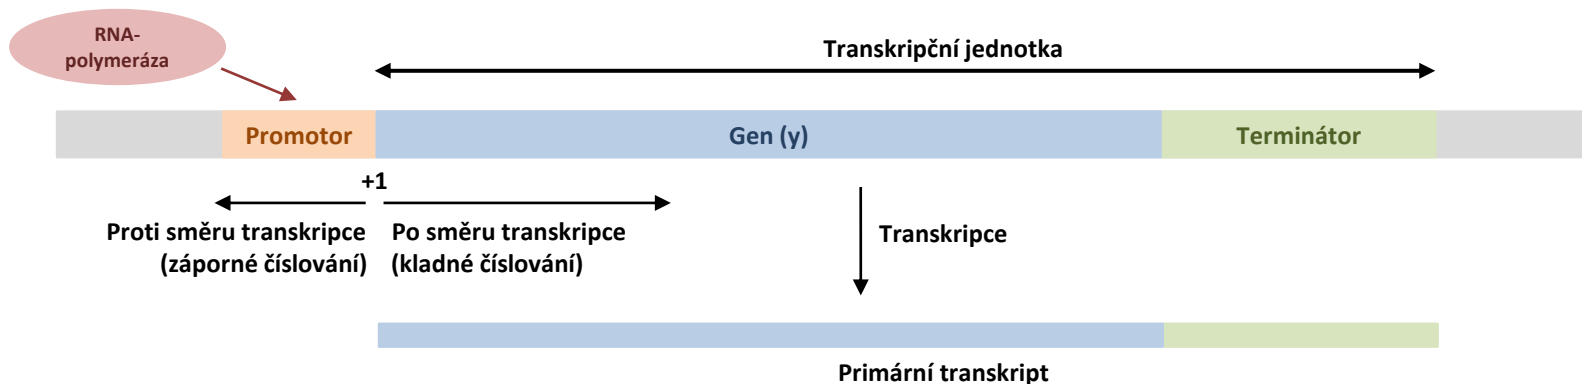 RNA-
polymeráza
Transkripční jednotka
Promotor
Gen (y)
Terminátor
+1
Proti směru transkripce
(záporné číslování)
Po směru transkripce
(kladné číslování)
Transkripce
Primární transkript